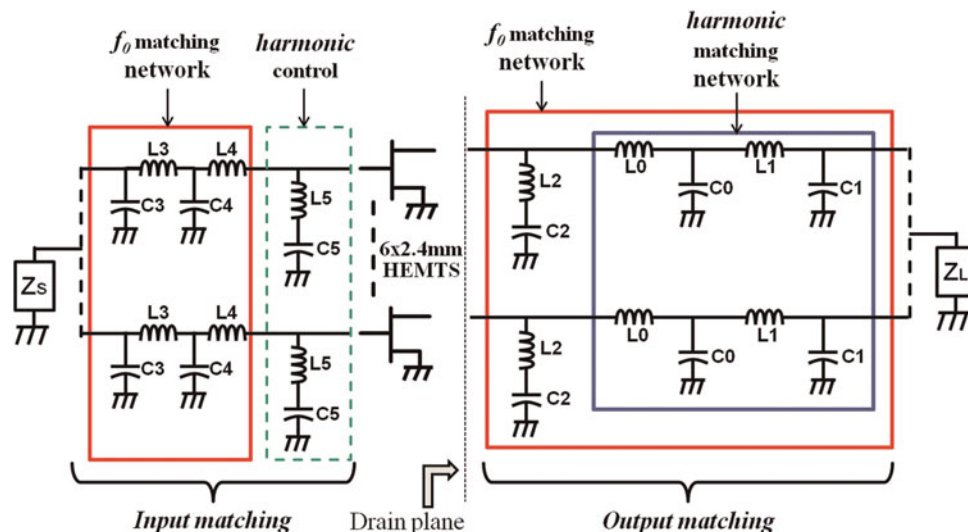 f0 matching
network
harmonic
control
f0 matching
network
harmonic
matching
network
L3
L4
C3
C4
L5
C5
6x2.4mm
HEMTS
ZS
L3
L4
C3
C4
L5
C5
L2
C2
L0
C0
L1
C1
ZL
L2
C2
L0
C0
L1
C1
Input matching
Drain plane
Output matching